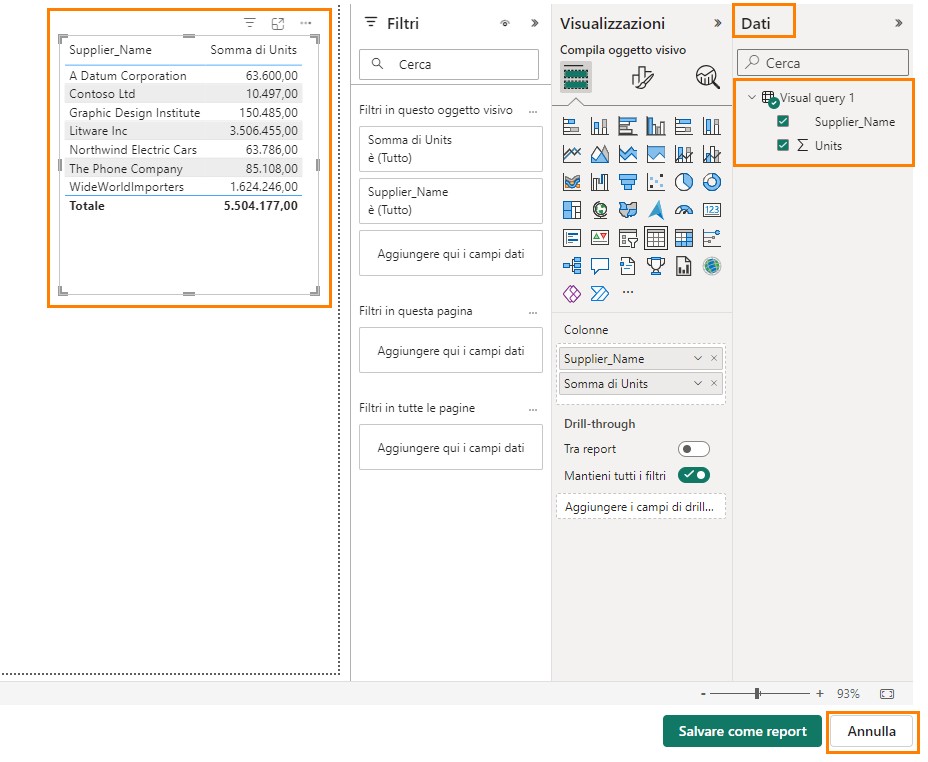 Supplier_Name Somma di Units
A Datum Corporation 63.600,00
Contoso Ltd 10.497,00
Graphic Design Institute 150.485,00
Litware Inc 3.506.455,00
Northwind Electric Cars 63.786,00
The Phone Company 85.108,00
WideWorldImporters 1.624.246,00
Totale 5.504.177,00
Filtri
Cerca
Filtri in questo oggetto visivo
Somma di Units
è (Tutto)
Supplier_Name
è (Tutto)
Aggiungere qui i campi dati
Filtri in questa pagina
Aggiungere qui i campi dati
Filtri in tutte le pagine
Aggiungere qui i campi dati
Visualizzazioni
Compila oggetto visivo
123
Colonne
Supplier_Name
Somma di Units
Drill-through
Tra report
Mantieni tutti i filtri
Aggiungere i campi di drill...
Dati
Cerca
Visual query 1
Supplier_Name
Units
- + 93%
Salvare come report
Annulla